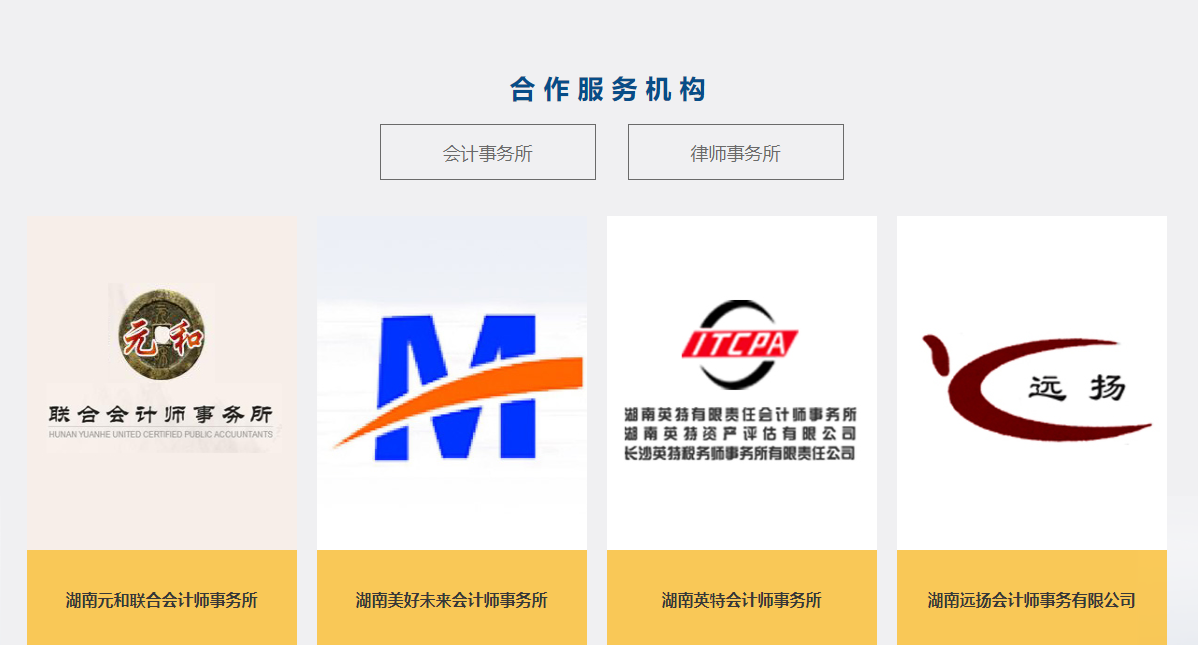 合作服务机构
会计事务所
律师事务所
元和
联合会计师事务所
HUNAN YUANHE UNITED CERTIFIED PUBLIC ACCUUNTANTS
湖南元和联合会计师事务所
M
湖南美好未来会计师事务所
ITCPA
湖南英特有限责任会计师事务所
湖南英特资产评估有限公司
长沙英特税务师事务所有限责任公司
湖南英特会计师事务所
远扬
湖南远扬会计师事务有限公司